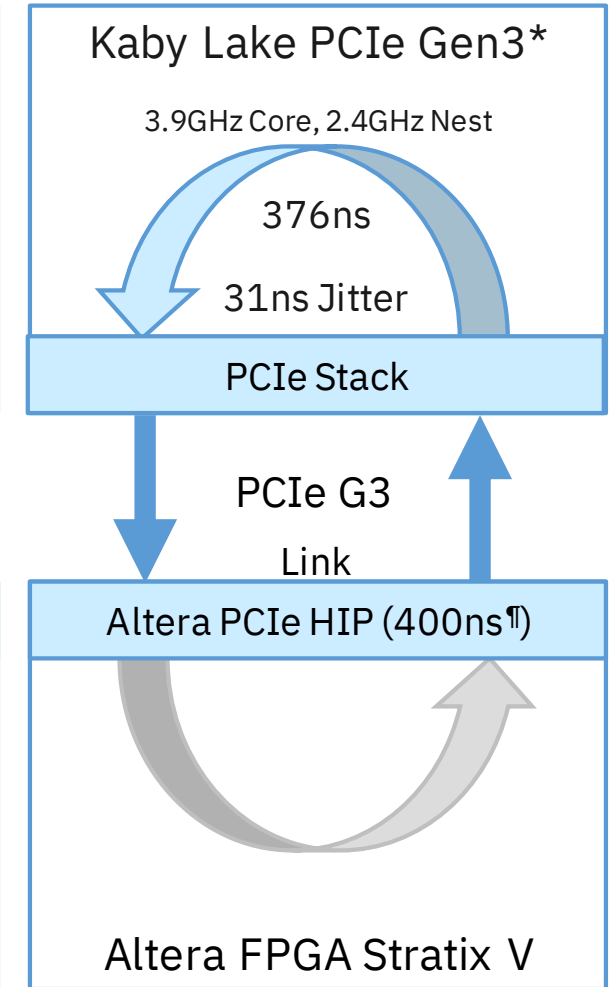 Kaby Lake PCIe Gen3*
3.9GHz Core, 2.4GHz Nest
376ns
31ns Jitter
PCIe Stack
PCIe G3
Link
Altera PCIe HIP (400ns¶)
Altera FPGA Stratix V